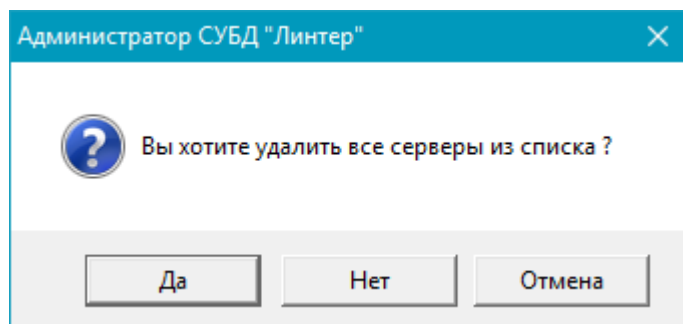 Администратор СУБД "Линтер"
Вы хотите удалить все серверы из списка ?
Да
Нет
Отмена